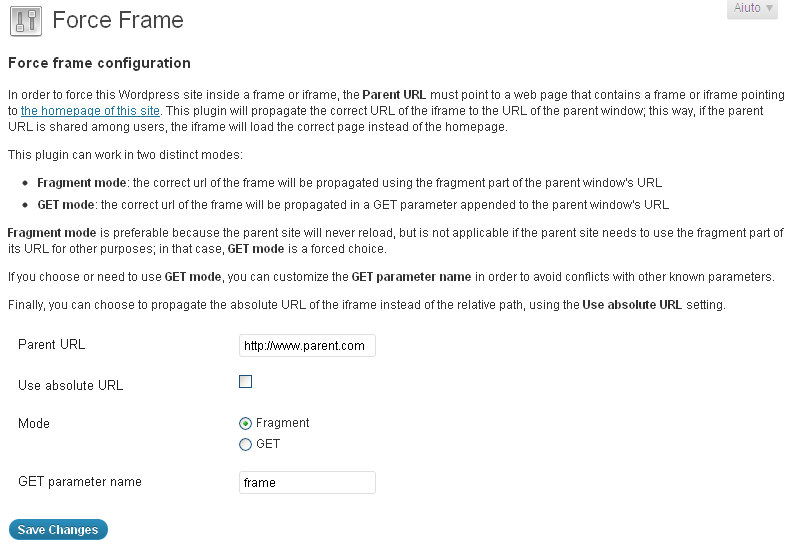 Aiuto
Force Frame
Force frame configuration
In order to force this Wordpress site inside a frame or iframe, the Parent URL must point to a web page that contains a frame or iframe pointing
to the homepage of this site. This plugin will propagate the correct URL of the iframe to the URL of the parent window; this way, if the parent
URL is shared among users, the iframe will load the correct page instead of the homepage.
This plugin can work in two distinct modes:
Fragment mode: the correct url of the frame will be propagated using the fragment part of the parent window's URL
GET mode: the correct url of the frame will be propagated in a GET parameter appended to the parent window's URL
Fragment mode is preferable because the parent site will never reload, but is not applicable if the parent site needs to use the fragment part of
its URL for other purposes; in that case, GET mode is a forced choice.
If you choose or need to use GET mode, you can customize the GET parameter name in order to avoid conflicts with other known parameters.
Finally, you can choose to propagate the absolute URL of the iframe instead of the relative path, using the Use absolute URL setting.
Parent URL http://www.parent.com
Use absolute URL
Mode Fragment
GET
GET parameter name frame
Save Changes